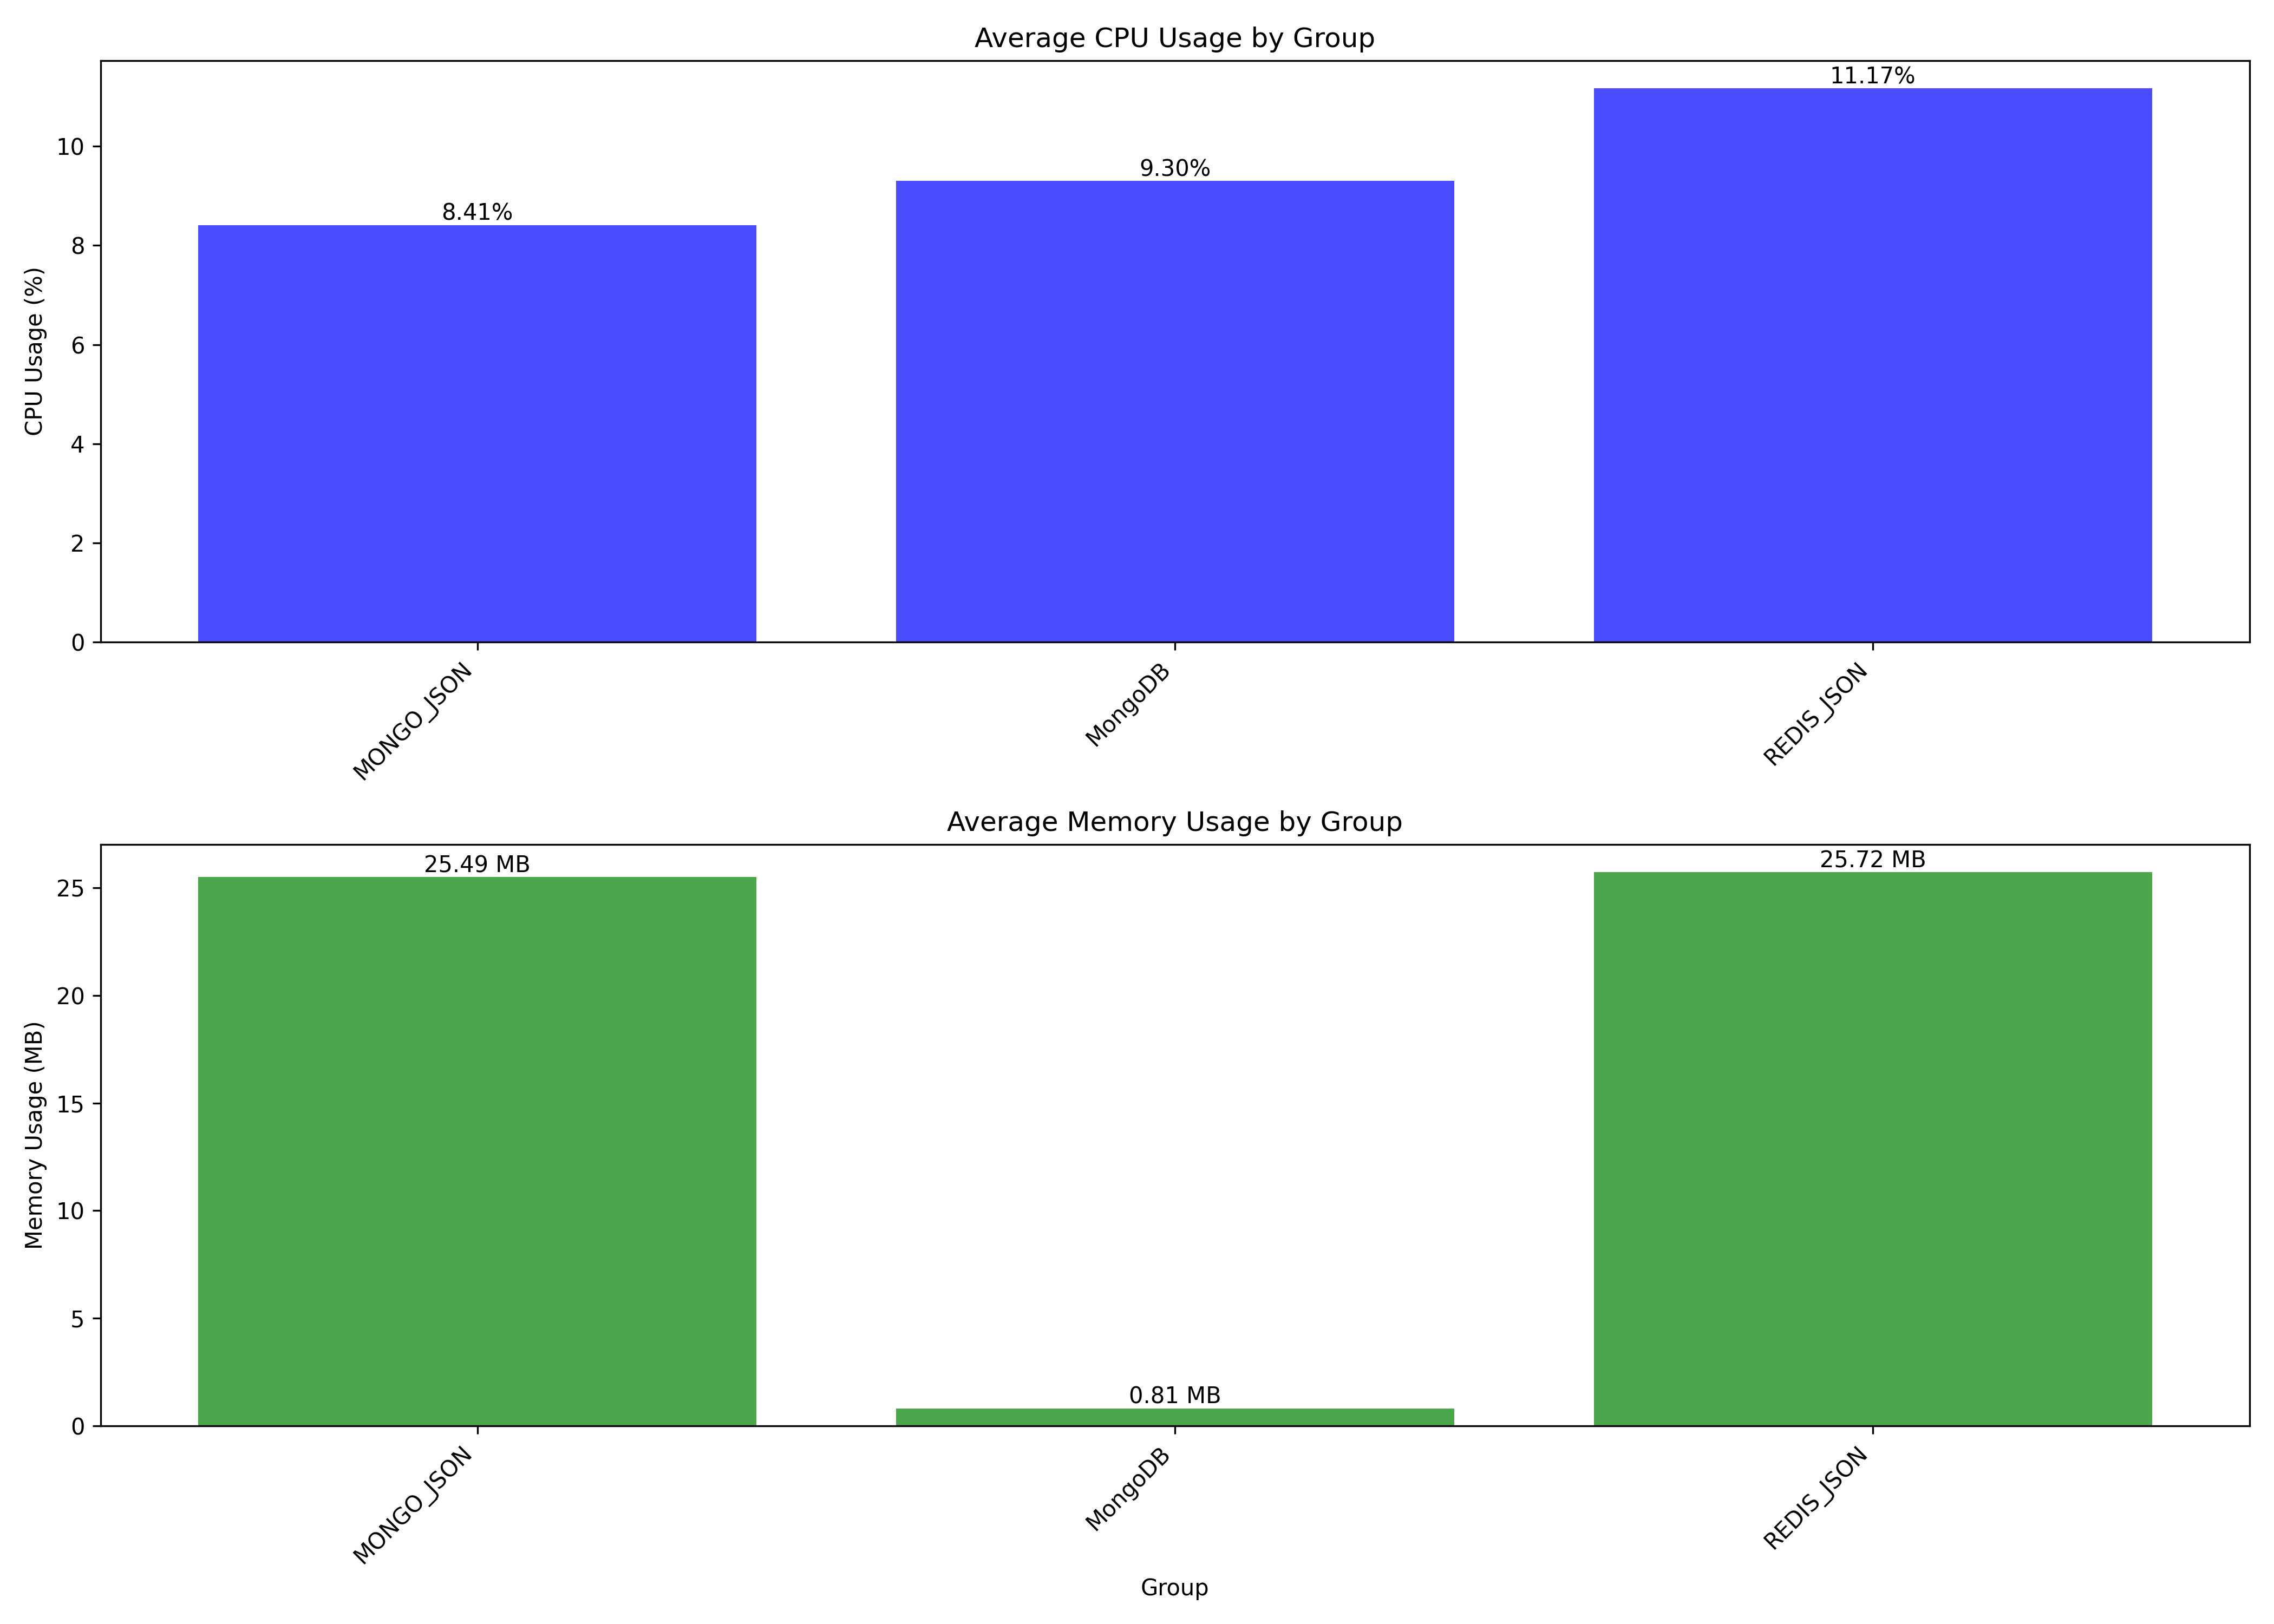 Average CPU Usage by Group
CPU Usage (%)
10
8
6
4
2
0
8.41%
9.30%
11.17%
MONGO_JSON
MongoDB
REDIS_JSON
Average Memory Usage by Group
Memory Usage (MB)
25
20
15
10
5
0
25.49 MB
0.81 MB
25.72 MB
MONGO_JSON
MongoDB
REDIS_JSON
Group